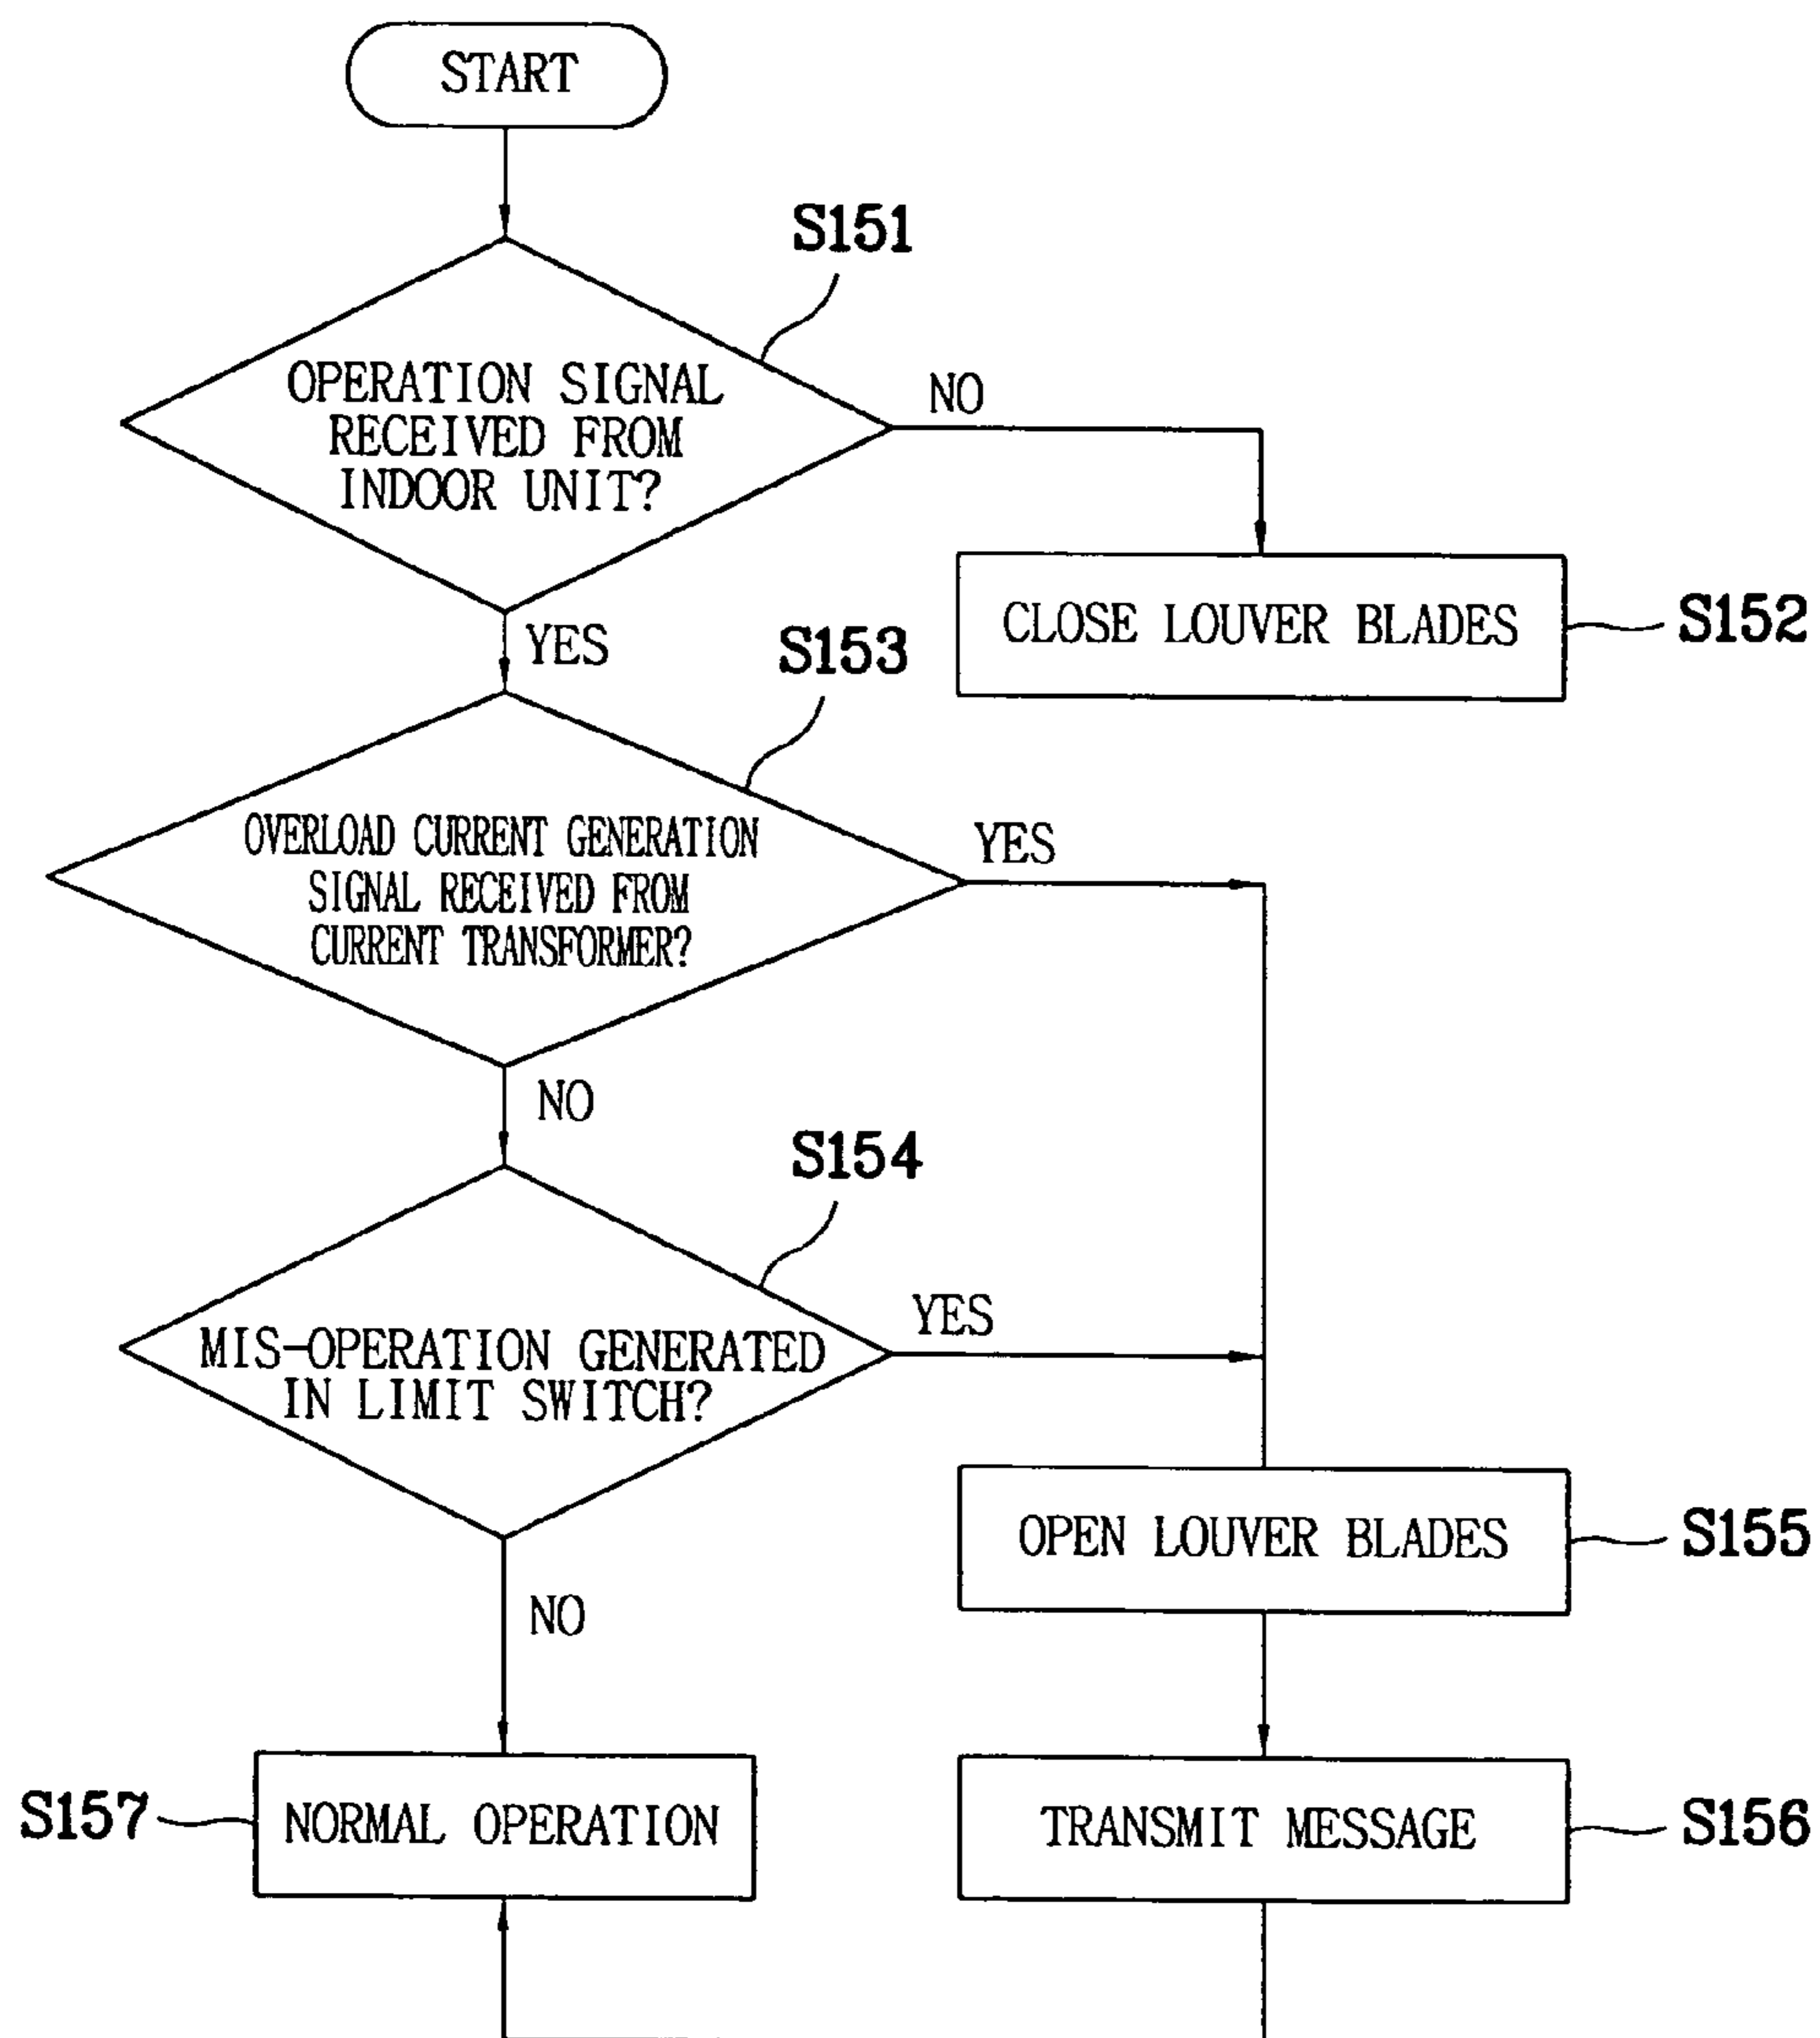 START
S151
OPERATION SIGNAL
RECEIVED FROM
INDOOR UNIT?
NO
CLOSE LOUVER BLADES
S152
YES
S153
OVERLOAD CURRENT GENERATION
SIGNAL RECEIVED FROM
CURRENT TRANSFORMER?
YES
NO
S154
MIS-OPERATION GENERATED
IN LIMIT SWITCH?
YES
OPEN LOUVER BLADES
S155
NO
S157
NORMAL OPERATION
TRANSMIT MESSAGE
S156